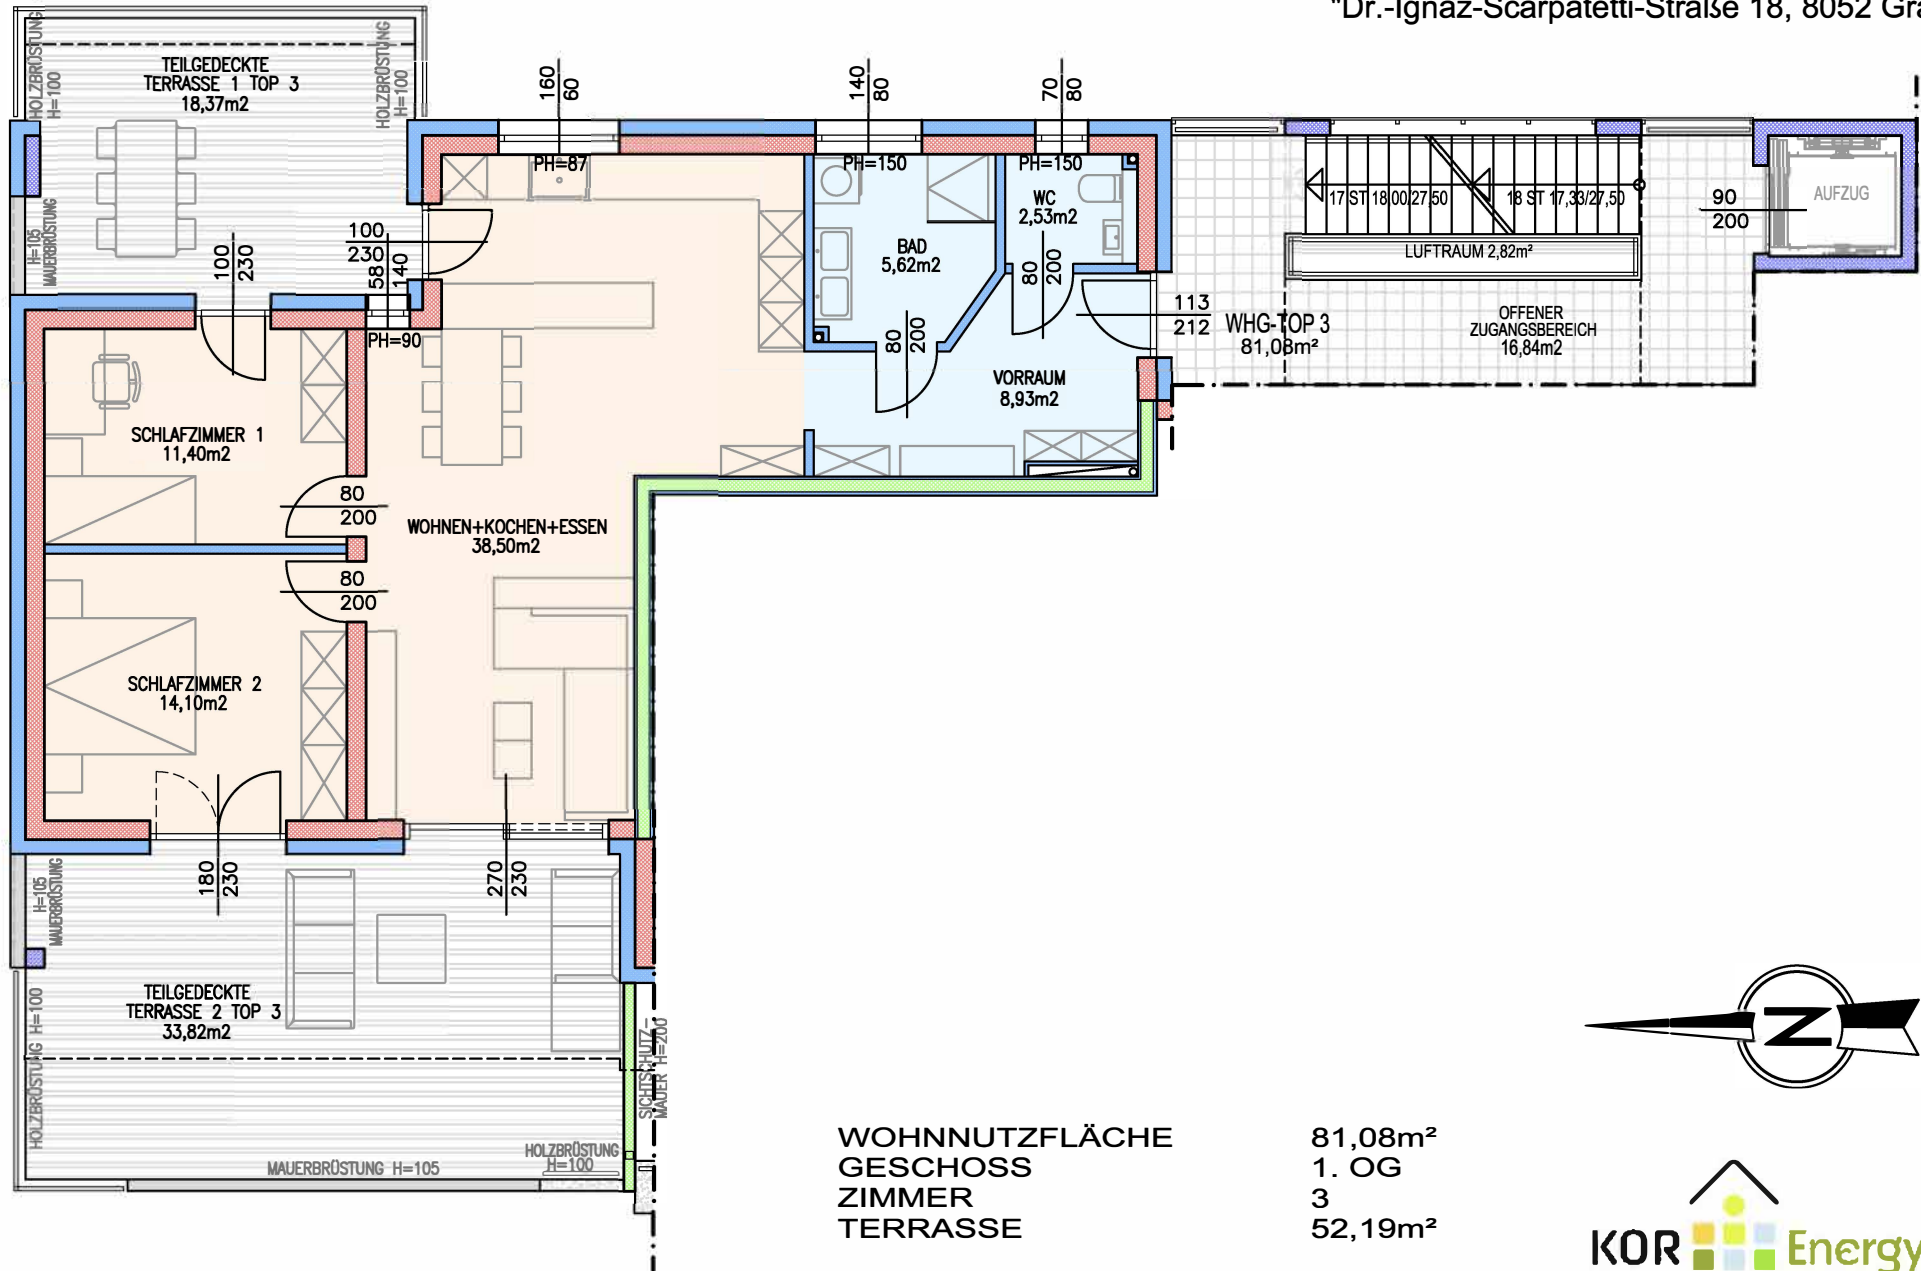 "Dr.-Ignaz-Scarpatetti-Straße 18, 8052 Gra
HOLZBRÜSTUNG
H=100
TEILGEDECKTE
TERRASSE 1 TOP 3
18,37m2
HOLZBRÜSTUNG
H=100
160
60
140
80
70
80
PH=87
PH=150
PH=150
WC
2,53m2
17 ST 18,00/27,50
18 ST 17,33/27,50
90
200
AUFZUG
H=105
MAUERBRÜSTUNG
100
230
100
230
58
140
BAD
5,62m2
80
200
LUFTRAUM 2,82m²
113
212
WHG-TOP 3
81,08m²
OFFENER
ZUGANGSBEREICH
16,84m2
PH=90
80
200
VORRAUM
8,93m2
SCHLAFZIMMER 1
11,40m2
80
200
WOHNEN+KOCHEN+ESSEN
38,50m2
80
200
SCHLAFZIMMER 2
14,10m2
H=105
MAUERBRÜSTUNG
180
230
270
230
TEILGEDECKTE
TERRASSE 2 TOP 3
33,82m2
HOLZBRÜSTUNG H=100
SICHTSCHUTZ-
MAUER H=200
N
MAUERBRÜSTUNG H=105
HOLZBRÜSTUNG
H=100
WOHNNUTZFLÄCHE 81,08m²
GESCHOSS 1. OG
ZIMMER 3
TERRASSE 52,19m²
KOR Energy